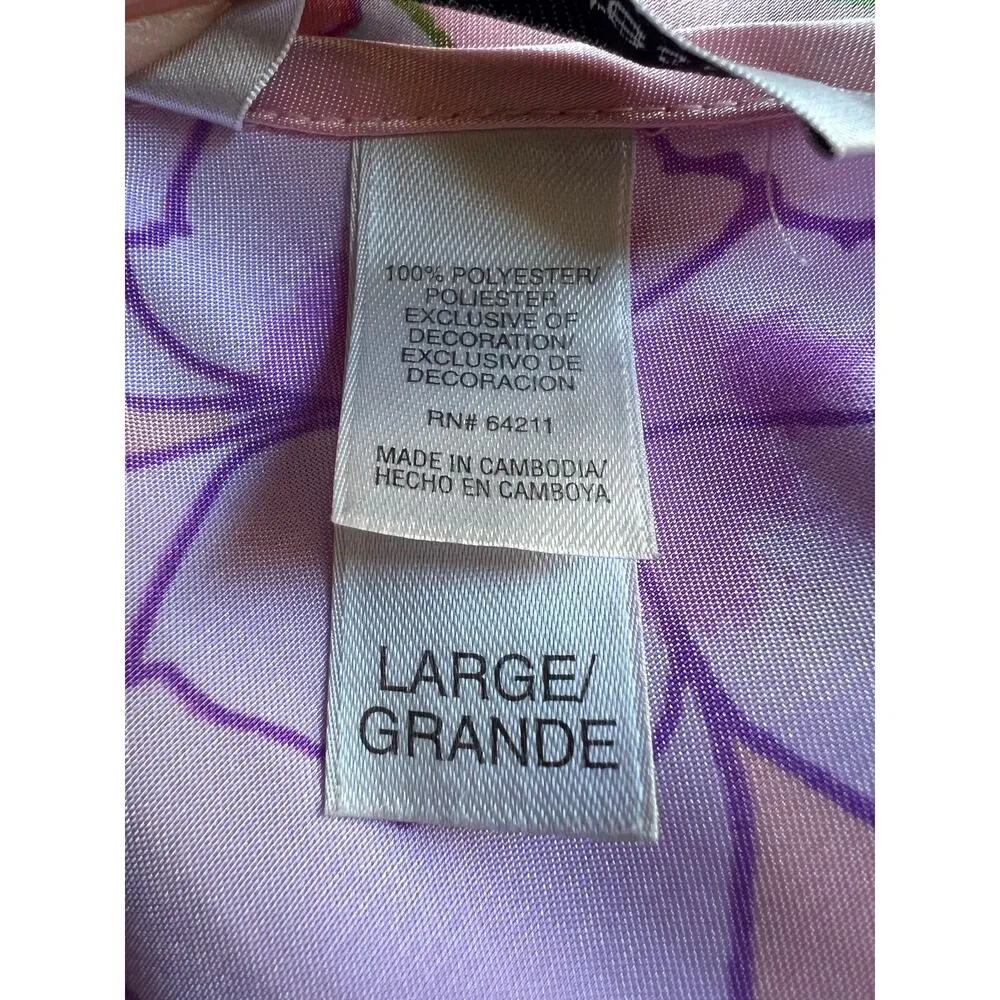 100% POLYESTER/
POLIESTER
EXCLUSIVE OF
DECORATION/
EXCLUSIVO DE
DECORACION
RN# 64211
MADE IN CAMBODIA/
HECHO EN CAMBOYA
LARGE/
GRANDE